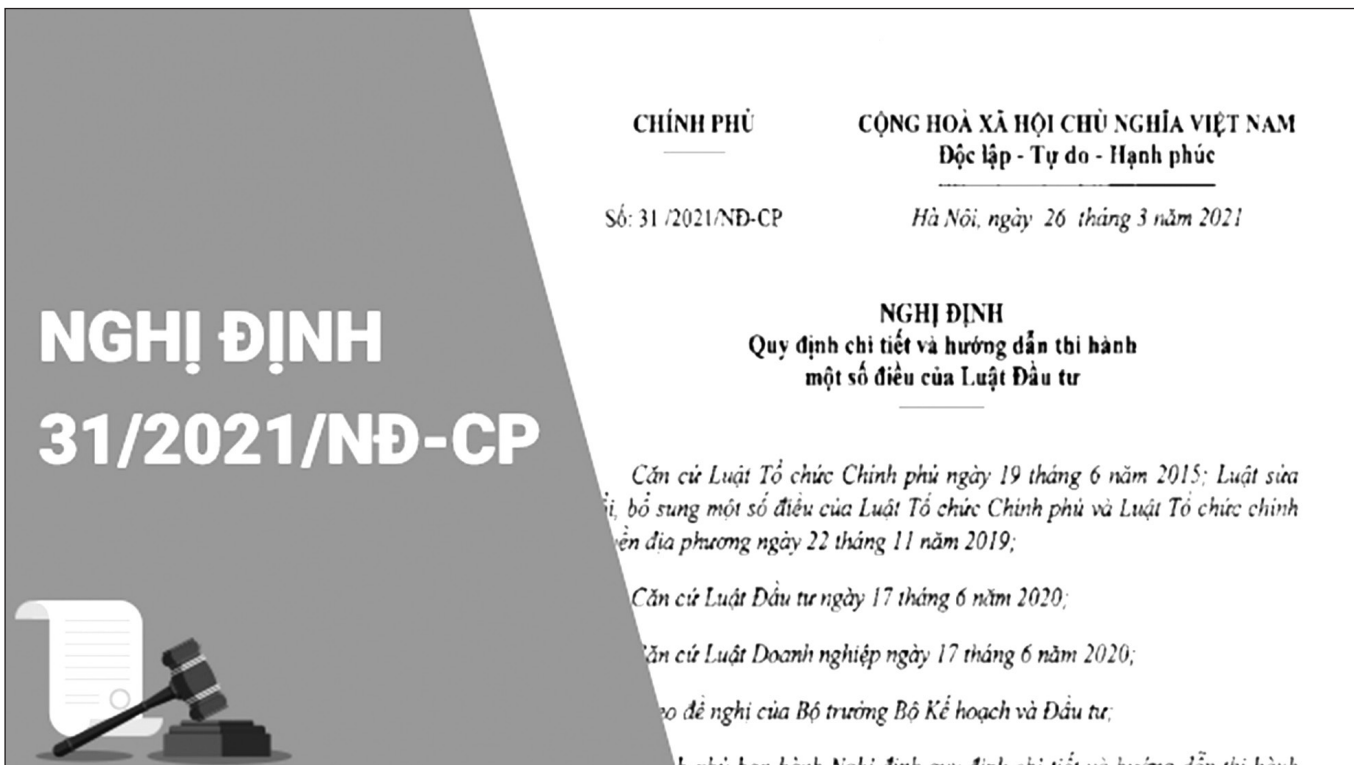 NGHỊ ĐỊNH
31/2021/NĐ-CP
CHÍNH PHỦ
CỘNG HOÀ XÃ HỘI CHỦ NGHĨA VIỆT NAM
Độc lập - Tự do - Hạnh phúc
Số: 31 /2021/NĐ-CP
Hà Nội, ngày 26 tháng 3 năm 2021
NGHỊ ĐỊNH
Quy định chi tiết và hướng dẫn thi hành
một số điều của Luật Đầu tư
Căn cứ Luật Tổ chức Chính phủ ngày 19 tháng 6 năm 2015; Luật sửa
bổ sung một số điều của Luật Tổ chức Chính phủ và Luật Tổ chức chính
địa phương ngày 22 tháng 11 năm 2019;
Căn cứ Luật Đầu tư ngày 17 tháng 6 năm 2020;
cứ Luật Doanh nghiệp ngày 17 tháng 6 năm 2020;
đề nghị của Bộ trưởng Bộ Kế hoạch và Đầu tư;